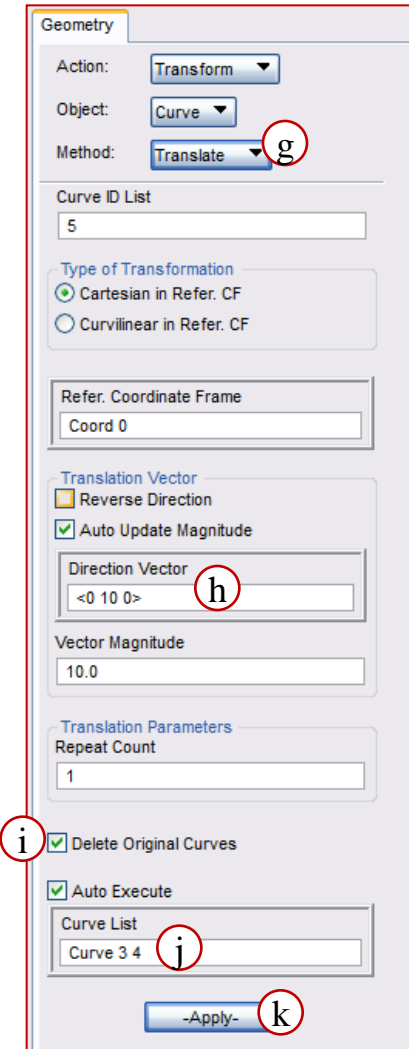 Geometry
Action: Transform
Object: Curve
Method: Translate g
Curve ID List
5
Type of Transformation
Cartesian in Refer. CF
Curvilinear in Refer. CF
Refer. Coordinate Frame
Coord 0
Translation Vector
Reverse Direction
Auto Update Magnitude
Direction Vector
<0 10 0> h
Vector Magnitude
10.0
Translation Parameters
Repeat Count
1
i Delete Original Curves
Auto Execute
Curve List
Curve 3 4 j
-Apply- k